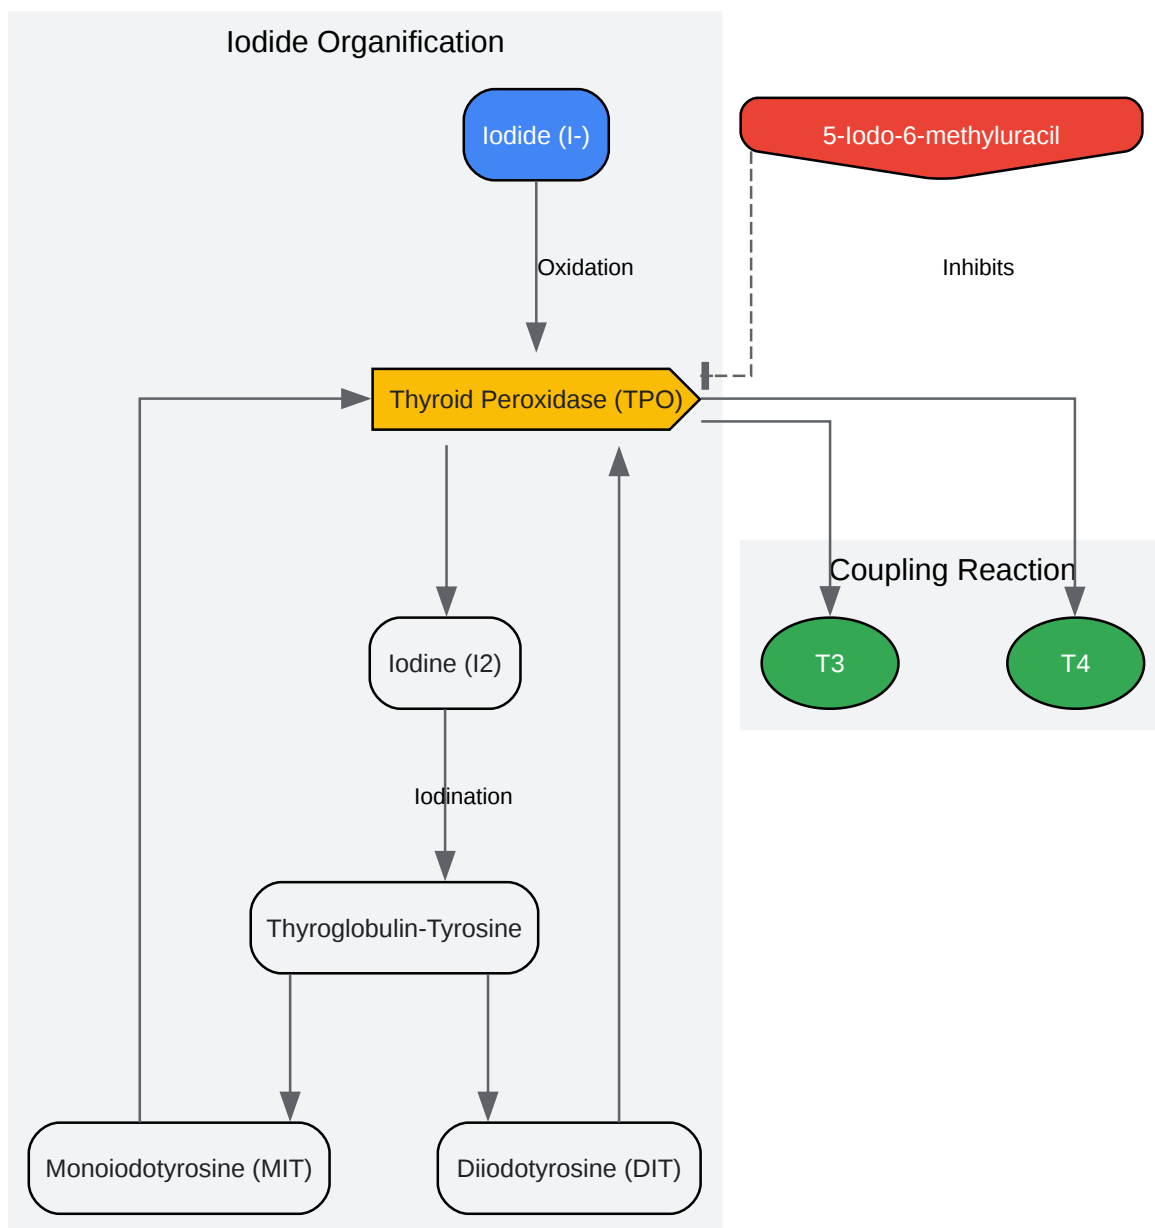 Iodide Organification
Iodide (I-)
5-Iodo-6-methyluracil
Oxidation
Inhibits
Thyroid Peroxidase (TPO)
Coupling Reaction
Iodine (I2)
T3
T4
Iodination
Thyroglobulin-Tyrosine
Monoiodotyrosine (MIT)
Diiodotyrosine (DIT)